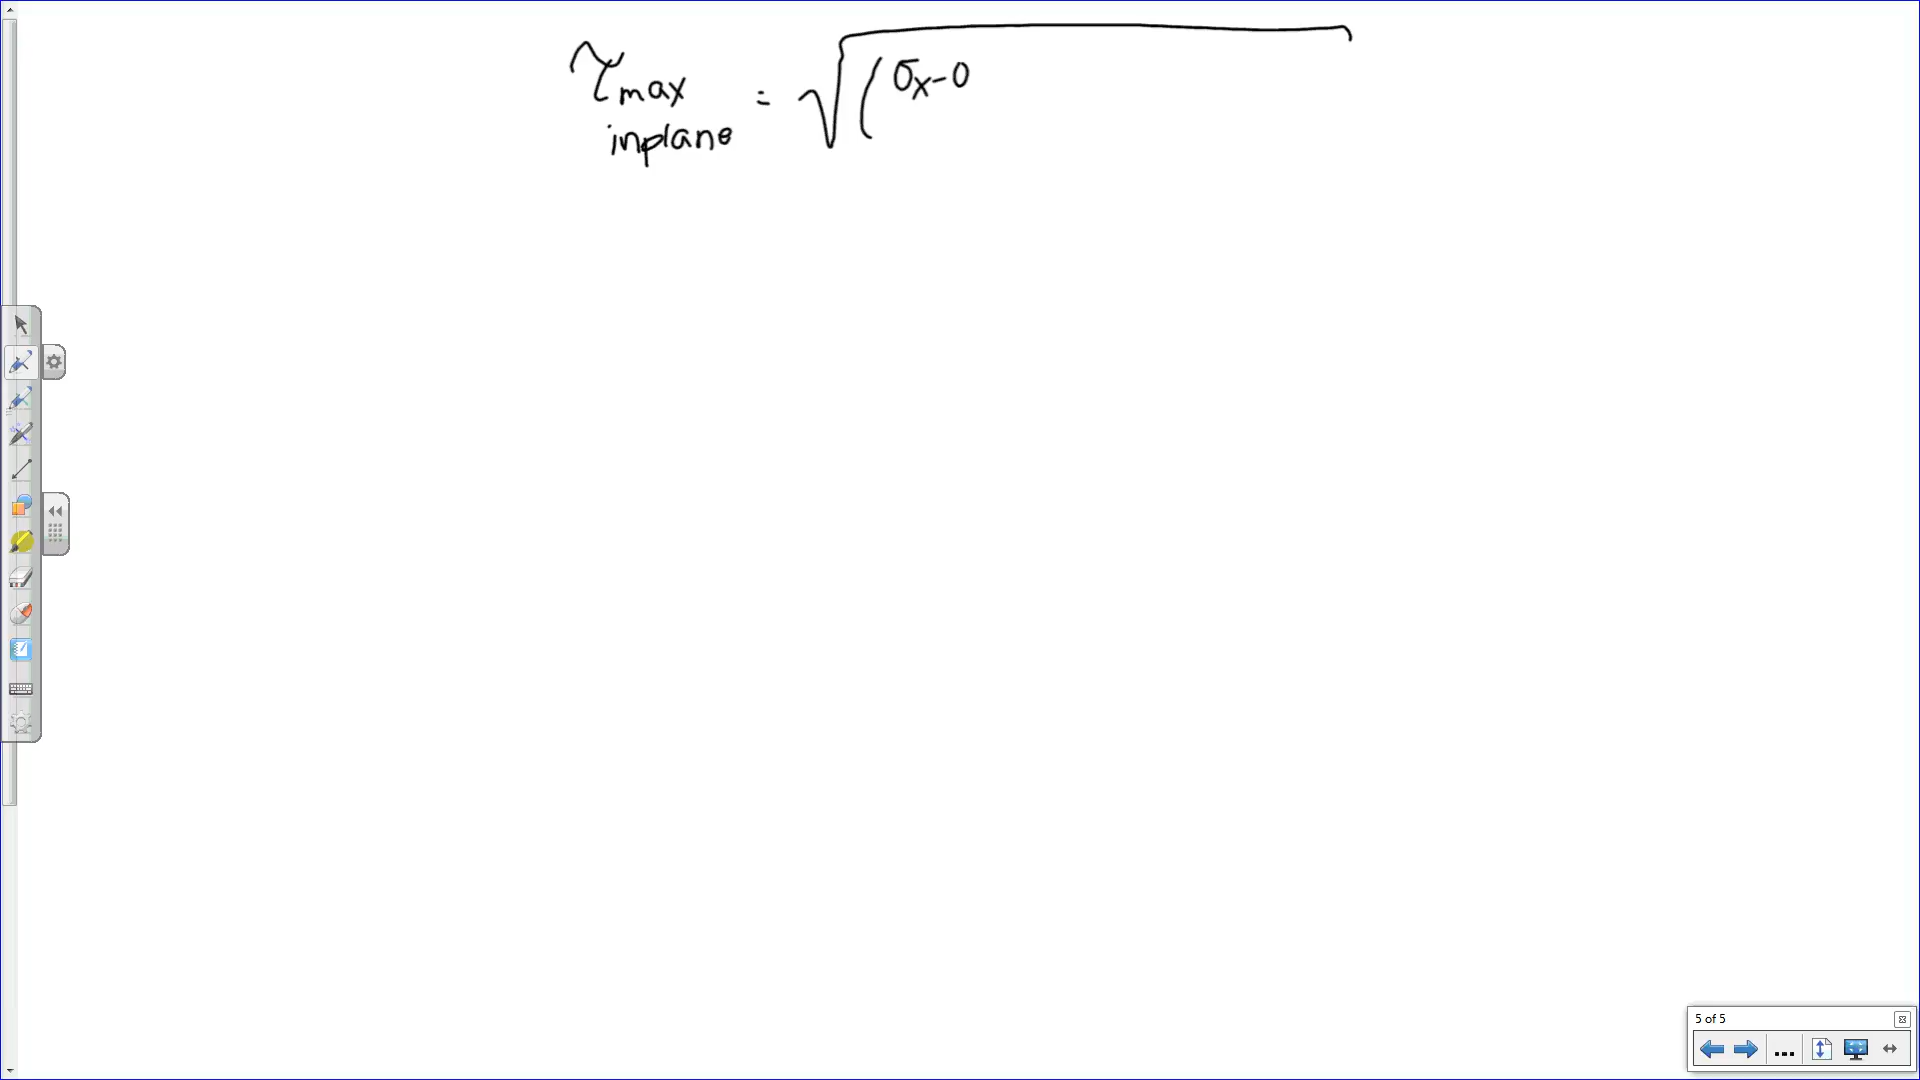 τmax = √(σx-0
inplane
5 of 5
...